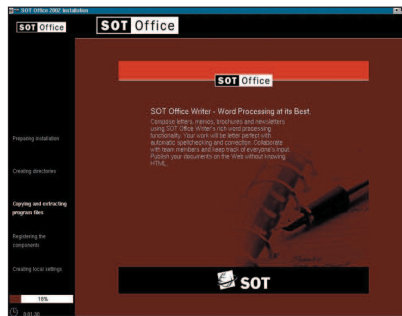 SOT Office 2002 Installation
SOT Office
SOT Office
SOT Office
SOT Office Writer - Word Processing at its Best.
Compose letters, memos, brochures and newsletters
using SOT Office Writer's rich word processing
functionality. Your work will be letter perfect with
automatic spellchecking and correction. Collaborate
with team members and keep track of everyone's input.
Publish your documents on the Web without knowing
HTML.
Preparing installation
Creating directories
Copying and extracting
program files
Registering the
components
Creating local settings
18%
SOT